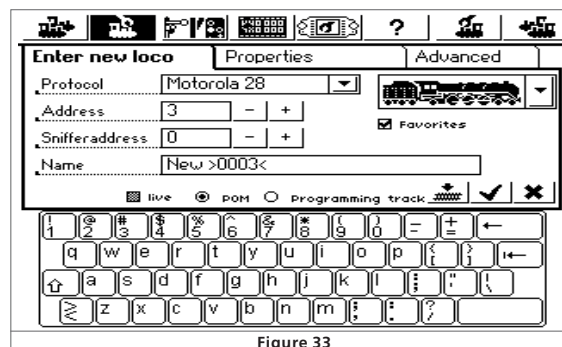 ?
Enter new loco Properties Advanced
Protocol Motorola 28
Address 3 - +
Favorites
Snifferaddress 0 - +
Name New >0003<
live POM Programming track
! 1 @ 2 # 3 $ 4 % 5 ^ 6 & 7 * 8 ( 9 ) 0 _ - + = ←
q w e r t y u i o p { [ } ] ←
a s d f g h j k l : ; " ' | \
> < z x c v b n m ; , : . ? /
Figure 33